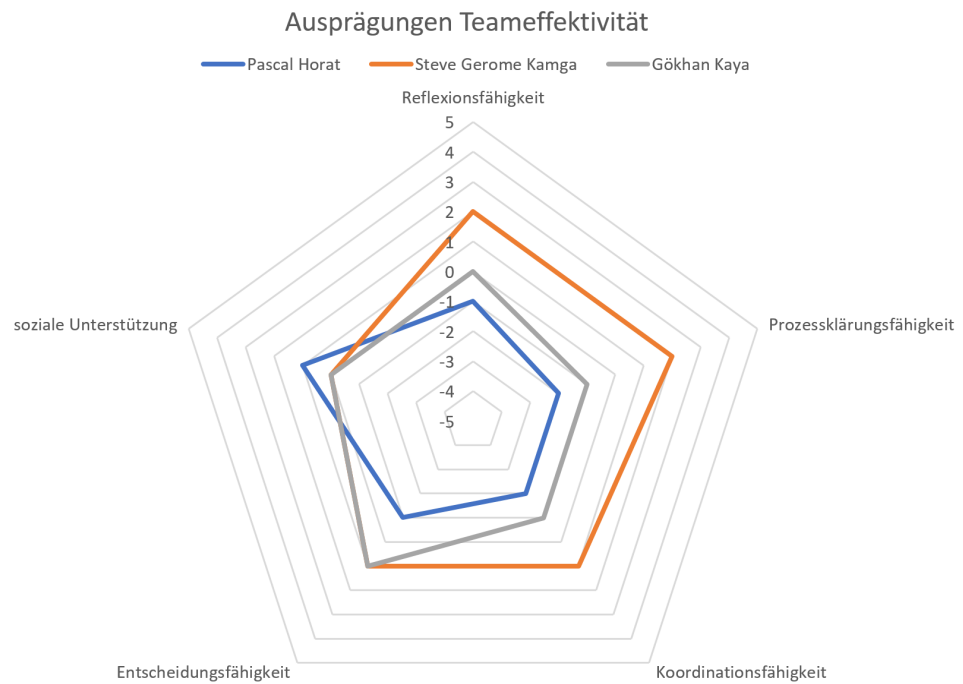 Ausprägungen Teameffektivität
Pascal Horat Steve Gerome Kamga Gökhan Kaya
Reflexionsfähigkeit
5
4
3
2
1
0
-1
-2
soziale Unterstützung Prozessklärungsfähigkeit
-3
-4
-5
Entscheidungsfähigkeit Koordinationsfähigkeit